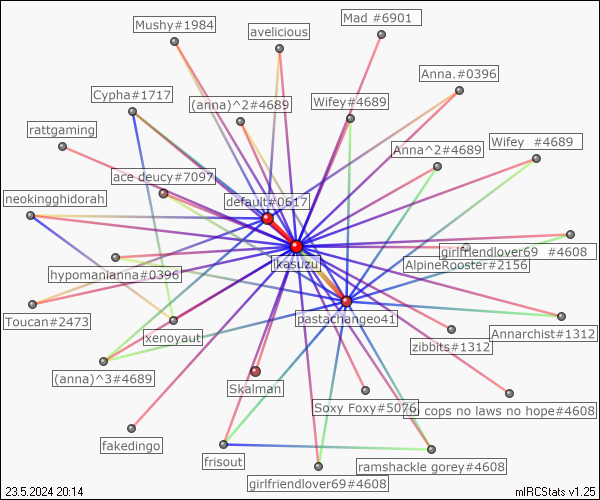 Mad #6901
Mushy#1984
avelicious
Anna.#0396
Cypha#1717
(anna)^2#4689
Wifey#4689
rattgaming
Anna^2#4689
Wifey #4689
ace deucy#7097
neokingghidorah
default#0617
girlfriendlover69 #4608
ikasuzu
AlpineRooster#2156
hypomanianna#0396
Toucan#2473
pastachangeo41
Annarchist#1312
xenoyaut
zibbits#1312
(anna)^3#4689
Skalman
Soxy Foxy#5076
cops no laws no hope#4608
fakedingo
frisout
ramshackle gorey#4608
girlfriendlover69#4608
23.5.2024 20:14
mIRCStats v1.25